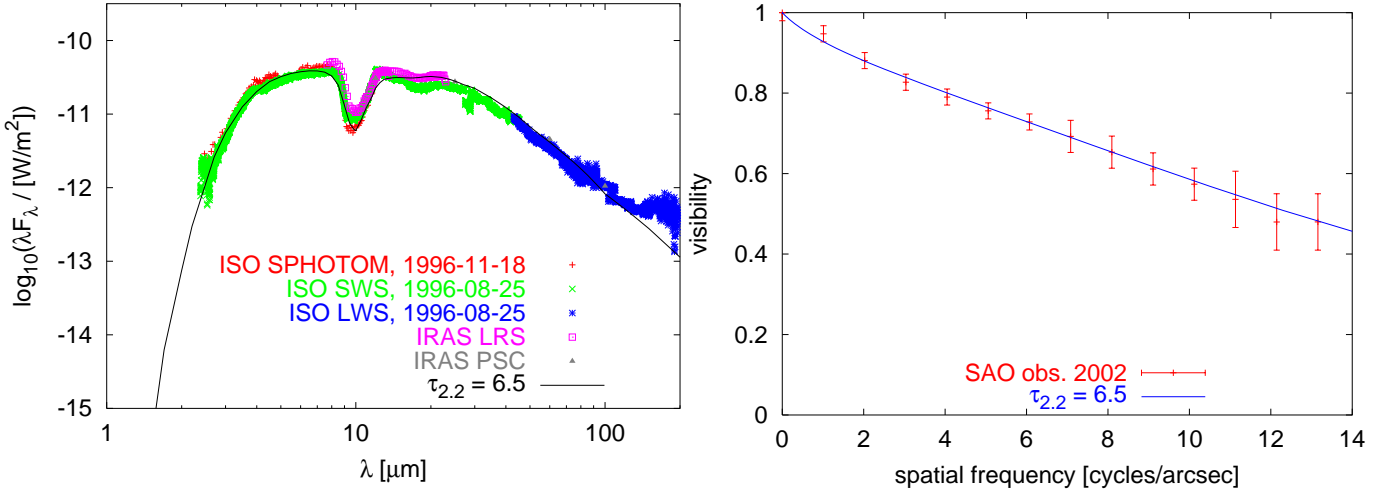 log₁₀(λF_λ / [W/m²])
-10
-11
-12
-13
-14
-15
1
10
100
λ [μm]
ISO SPHOTOM, 1996-11-18
ISO SWS, 1996-08-25
ISO LWS, 1996-08-25
IRAS LRS
IRAS PSC
τ₂.₂ = 6.5
visibility
1
0.8
0.6
0.4
0.2
0
0
2
4
6
8
10
12
14
spatial frequency [cycles/arcsec]
SAO obs. 2002
τ₂.₂ = 6.5